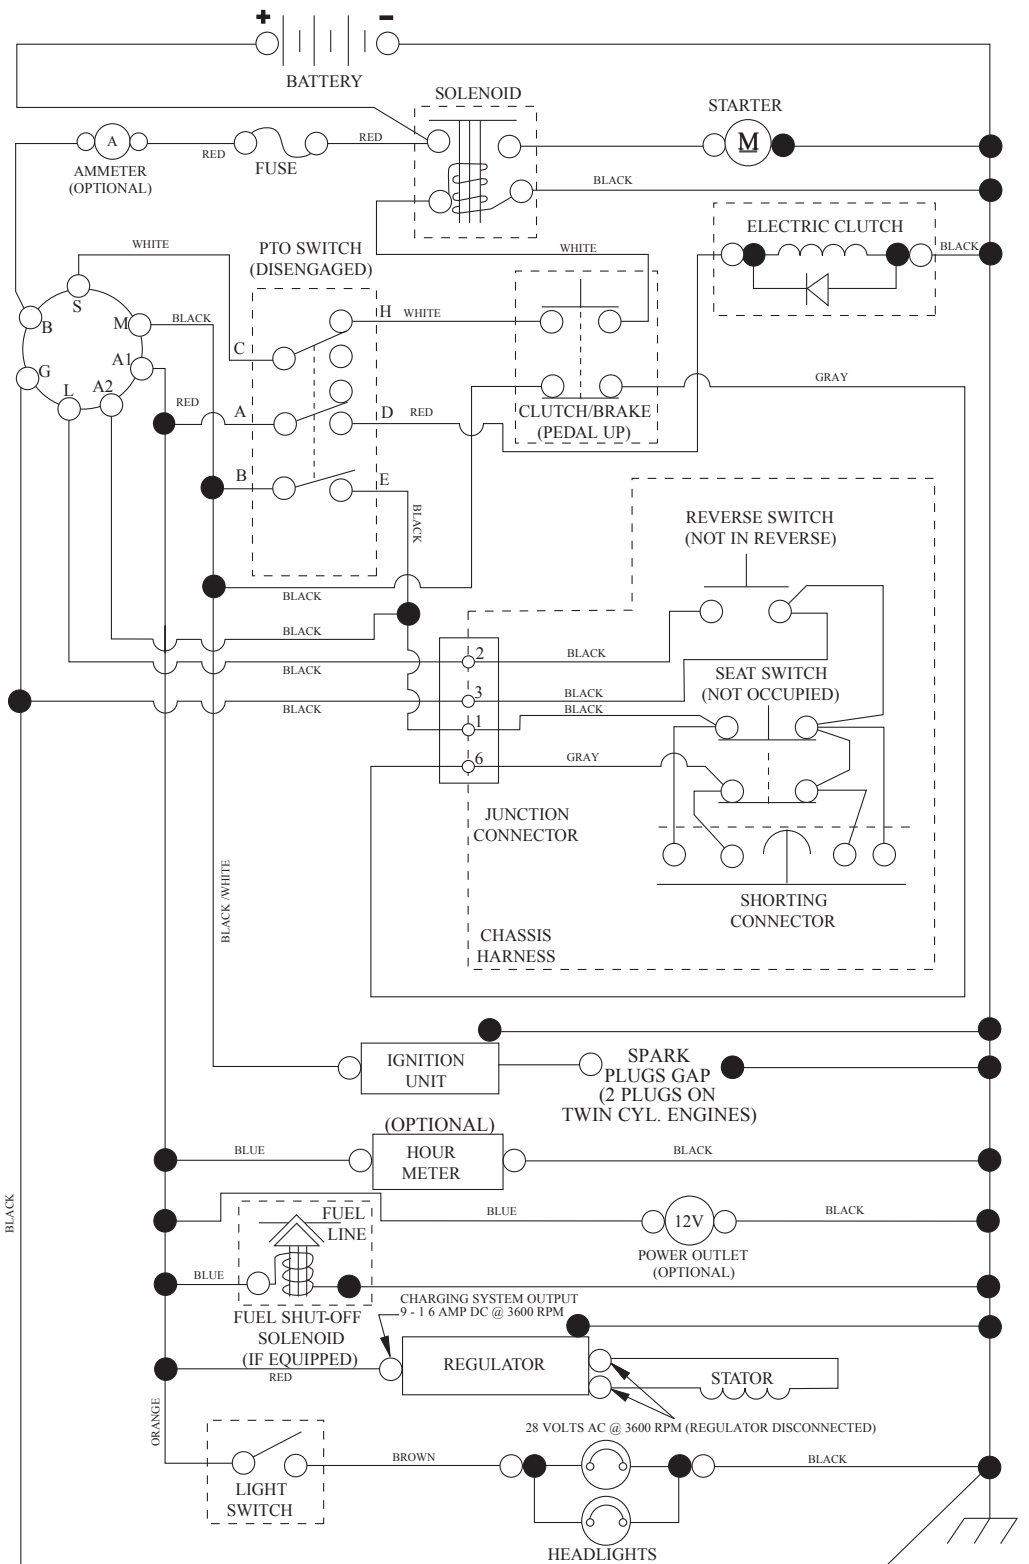 + -
BATTERY
SOLENOID
STARTER
A
M
RED
RED
FUSE
AMMETER
(OPTIONAL)
BLACK
ELECTRIC CLUTCH
BLACK
WHITE
PTO SWITCH
(DISENGAGED)
WHITE
S
B
M
BLACK
H
WHITE
G
A1
C
L
A2
RED
A
D
RED
CLUTCH/BRAKE
(PEDAL UP)
GRAY
B
E
BLACK
REVERSE SWITCH
(NOT IN REVERSE)
BLACK
BLACK
2
BLACK
BLACK
SEAT SWITCH
(NOT OCCUPIED)
3
BLACK
BLACK
BLACK
1
6
GRAY
JUNCTION
CONNECTOR
SHORTING
CONNECTOR
BLACK /WHITE
CHASSIS
HARNESS
IGNITION
UNIT
SPARK
PLUGS GAP
(2 PLUGS ON
TWIN CYL. ENGINES)
(OPTIONAL)
HOUR
METER
BLUE
BLACK
BLACK
BLUE
12V
BLACK
POWER OUTLET
(OPTIONAL)
FUEL
LINE
BLUE
FUEL SHUT-OFF
SOLENOID
(IF EQUIPPED)
CHARGING SYSTEM OUTPUT
9 - 1 6 AMP DC @ 3600 RPM
RED
REGULATOR
STATOR
28 VOLTS AC @ 3600 RPM (REGULATOR DISCONNECTED)
ORANGE
LIGHT
SWITCH
BROWN
BLACK
HEADLIGHTS